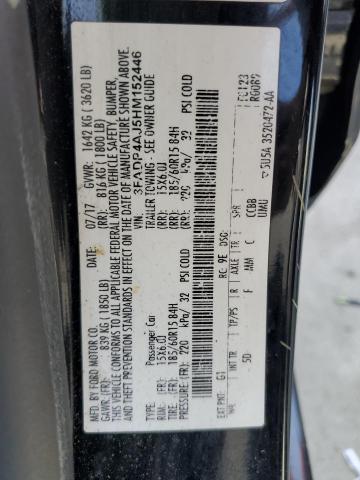 MFD. BY FORD MOTOR CO. 07/17 GVWR: 1642 KG ( 3620 LB)
GAWR: (FR): 839 KG (1850 LB) (RR): 816 KG (1800 LB)
THIS VEHICLE CONFORMS TO ALL APPLICABLE FEDERAL MOTOR VEHICLE SAFETY, BUMPER,
AND THEFT PREVENTION STANDARDS IN EFFECT ON THE DATE OF MANUFACTURE SHOWN ABOVE.
VIN: 3FADP4AJ5HM152446
Passenger Car TRAILER TOWING - SEE OWNER GUIDE
RIM: (FR): 15X6.0J (RR): 15X6.0J
TIRE: (FR): 185/60R15 84H (RR): 185/60R15 84H
PRESS: (FR): 220 kPa/ 32 PSI COLD (RR): 220 kPa/ 32 PSI COLD
EXT PNT: G1 RC: 9E DSO: F0123
INT TR TP/PS R AXLE TR SPR R0089
5D F MM C CCBB
UMU 5U5A 3520472-AA